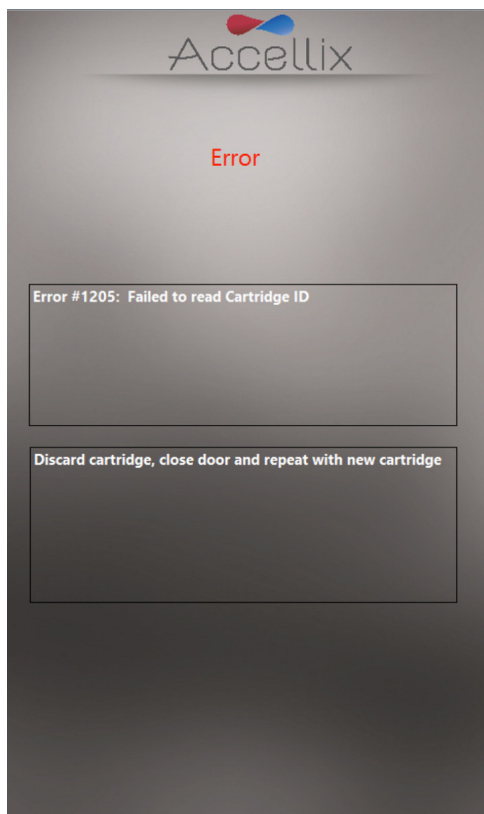 Accellix
Error
Error #1205:  Failed to read Cartridge ID
Discard cartridge, close door and repeat with new cartridge